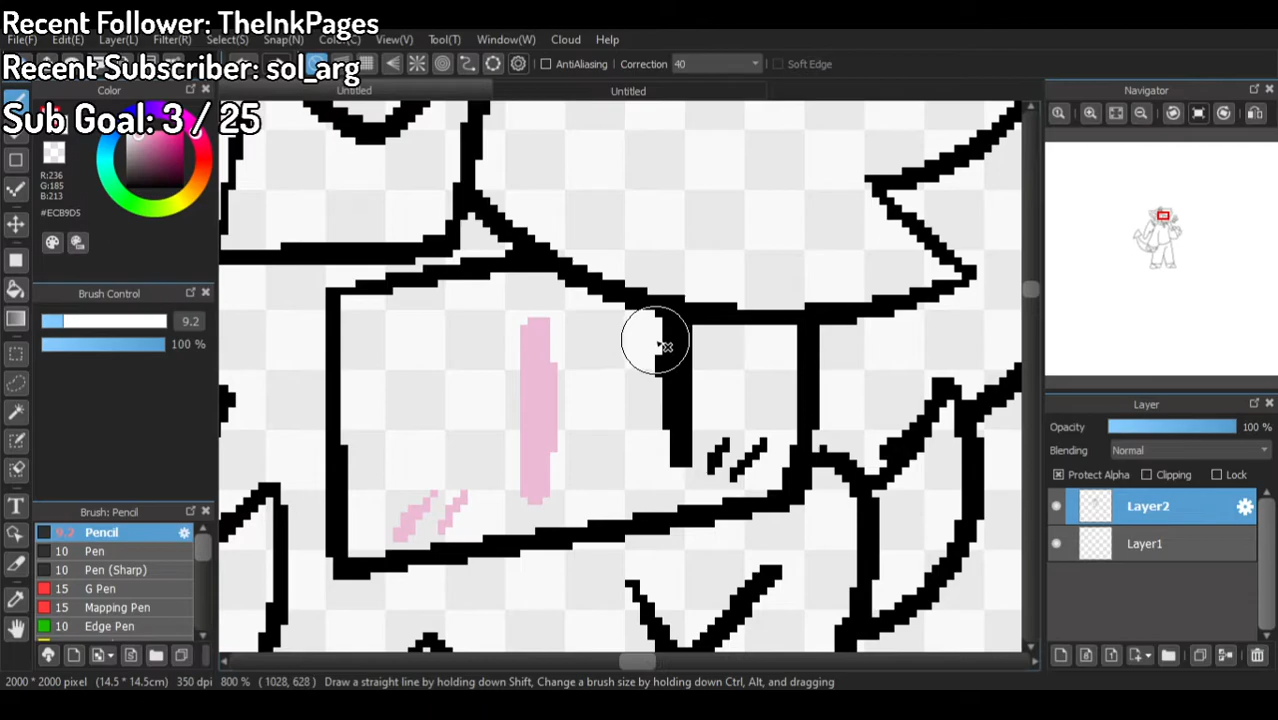 Recent Follower: TheInkPages
File(F) Edit(E) Layer(L) Filter(R) Select(S) Snap(N) Color(C) View(V) Tool(T) Window(W) Cloud Help
Recent Subscriber: sol_arg
AntiAliasing Correction 40 Soft Edge
Sub Goal: 3 / 25
Color Untitled Untitled Navigator
R:236
G:185
B:213
#ECB9D5
Brush Control
9.2
100 %
Layer
Opacity 100 %
Blending Normal
Protect Alpha Clipping Lock
Layer2
Layer1
Brush: Pencil
9.2 Pencil
10 Pen
10 Pen (Sharp)
15 G Pen
15 Mapping Pen
10 Edge Pen
2000 * 2000 pixel (14.5 * 14.5cm) 350 dpi 800 % ( 1028, 628 ) Draw a straight line by holding down Shift, Change a brush size by holding down Ctrl, Alt, and dragging